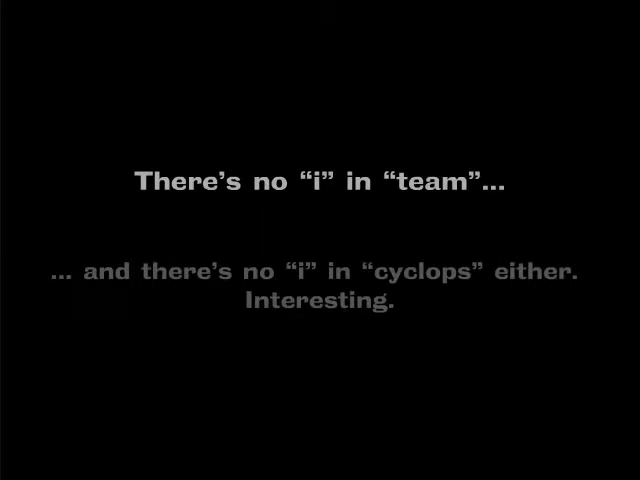 There's no “i” in “team”...
... and there's no “i” in “cyclops” either.
Interesting.